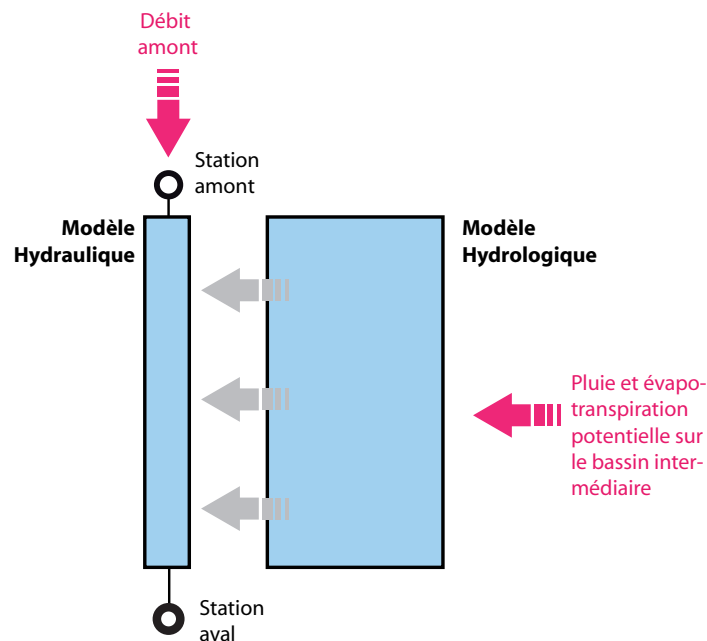 Débit
amont
Station
amont
Modèle
Hydraulique
Modèle
Hydrologique
Pluie et évapo-
transpiration
potentielle sur
le bassin inter-
médiaire
Station
aval